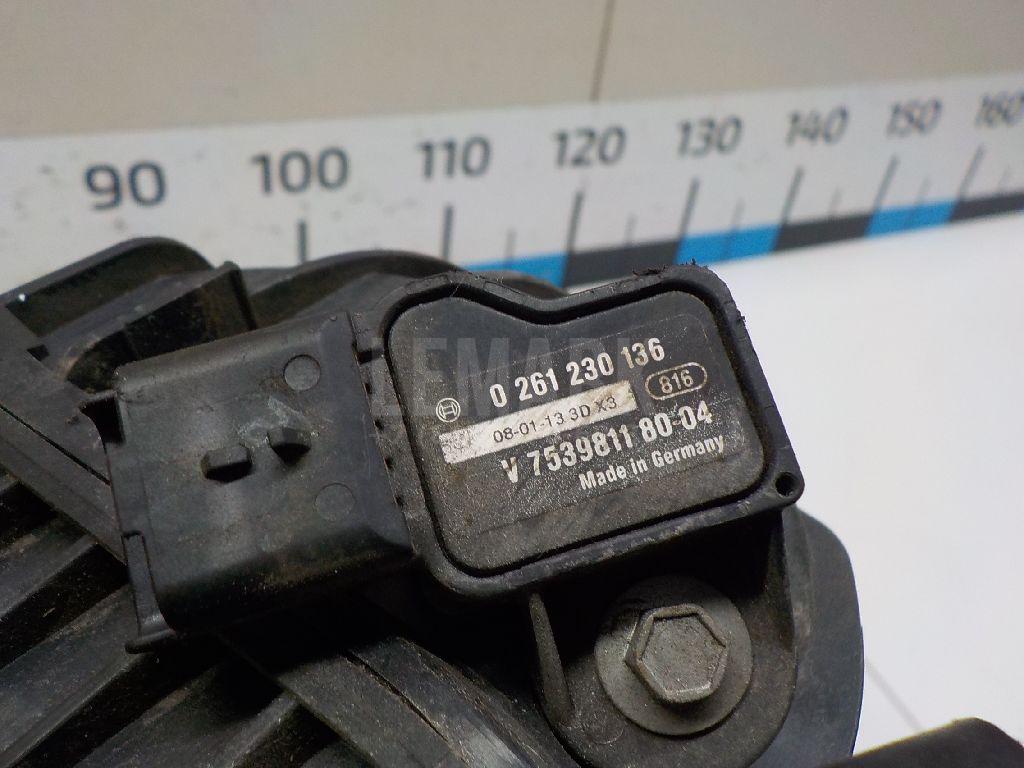 90 100 110 120 130 140 150 160
LEMAR
0 261 230 136
08-01-13 3D X3 816
V 7539811 80-04
Made in Germany